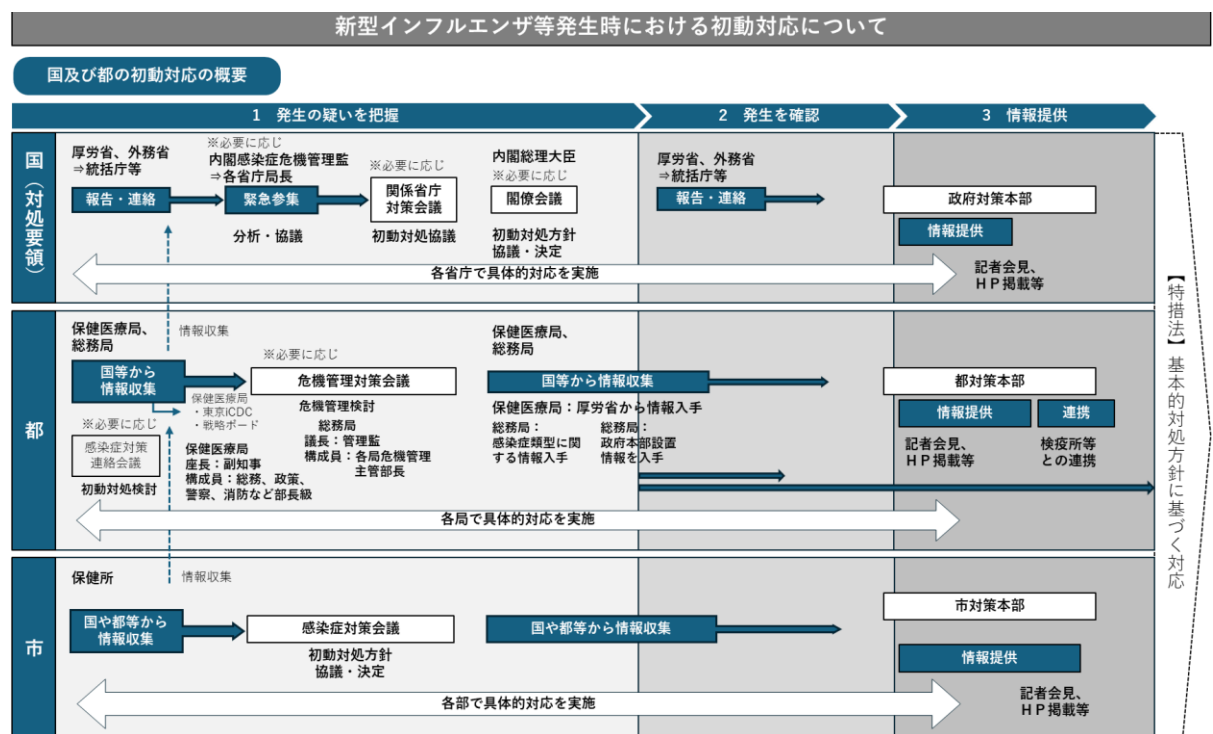 新型インフルエンザ等発生時における初動対応について
国及び都の初動対応の概要
1 発生の疑いを把握
2 発生を確認
3 情報提供
国(対処要領)
厚労省、外務省
⇒統括庁等
報告・連絡
※必要に応じ
内閣感染症危機管理監
⇒各省庁局長
緊急参集
分析・協議
※必要に応じ
関係省庁
対策会議
初動対処協議
内閣総理大臣
※必要に応じ
閣僚会議
初動対処方針
協議・決定
厚労省、外務省
⇒統括庁等
報告・連絡
政府対策本部
情報提供
記者会見、
HP掲載等
各省庁で具体的対応を実施
都
保健医療局、
総務局
情報収集
国等から
情報収集
保健医療局
・東京iCDC
・戦略ボード
※必要に応じ
感染症対策
連絡会議
初動対処検討
保健医療局
座長:副知事
構成員:総務、政策、
警察、消防など部長級
※必要に応じ
危機管理対策会議
危機管理検討
総務局
議長:管理監
構成員:各局危機管理
主管部長
保健医療局、
総務局
国等から情報収集
保健医療局:厚労省から情報入手
総務局:
感染症類型に関
する情報入手
総務局:
政府本部設置
情報を入手
都対策本部
情報提供
連携
記者会見、
HP掲載等
検疫所等
との連携
各局で具体的対応を実施
市
保健所
情報収集
国や都等から
情報収集
感染症対策会議
初動対処方針
協議・決定
国や都等から情報収集
市対策本部
情報提供
記者会見、
HP掲載等
各部で具体的対応を実施
【特措法】基本的対処方針に基づく対応